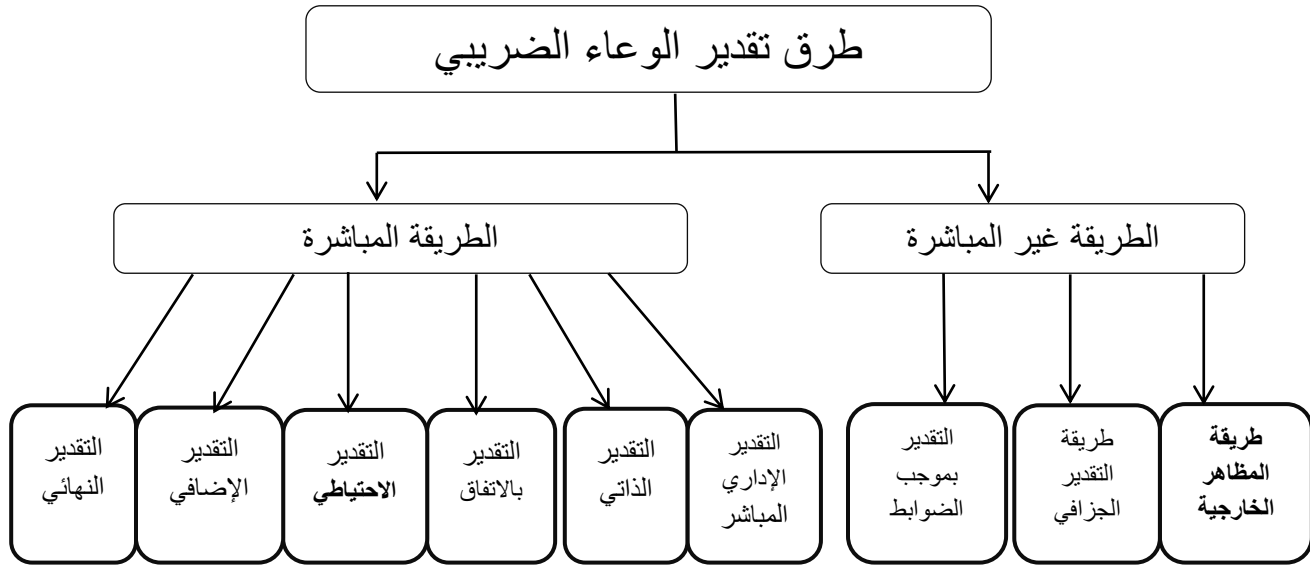 طرق تقدير الوعاء الضريبي
الطريقة غير المباشرة
الطريقة المباشرة
طريقة
المظاهر
الخارجية
طريقة
التقدير
الجزافي
التقدير
بموجب
الضوابط
التقدير
الإداري
المباشر
التقدير
الذاتي
التقدير
بالاتفاق
التقدير
الاحتياطي
التقدير
الإضافي
التقدير
النهائي